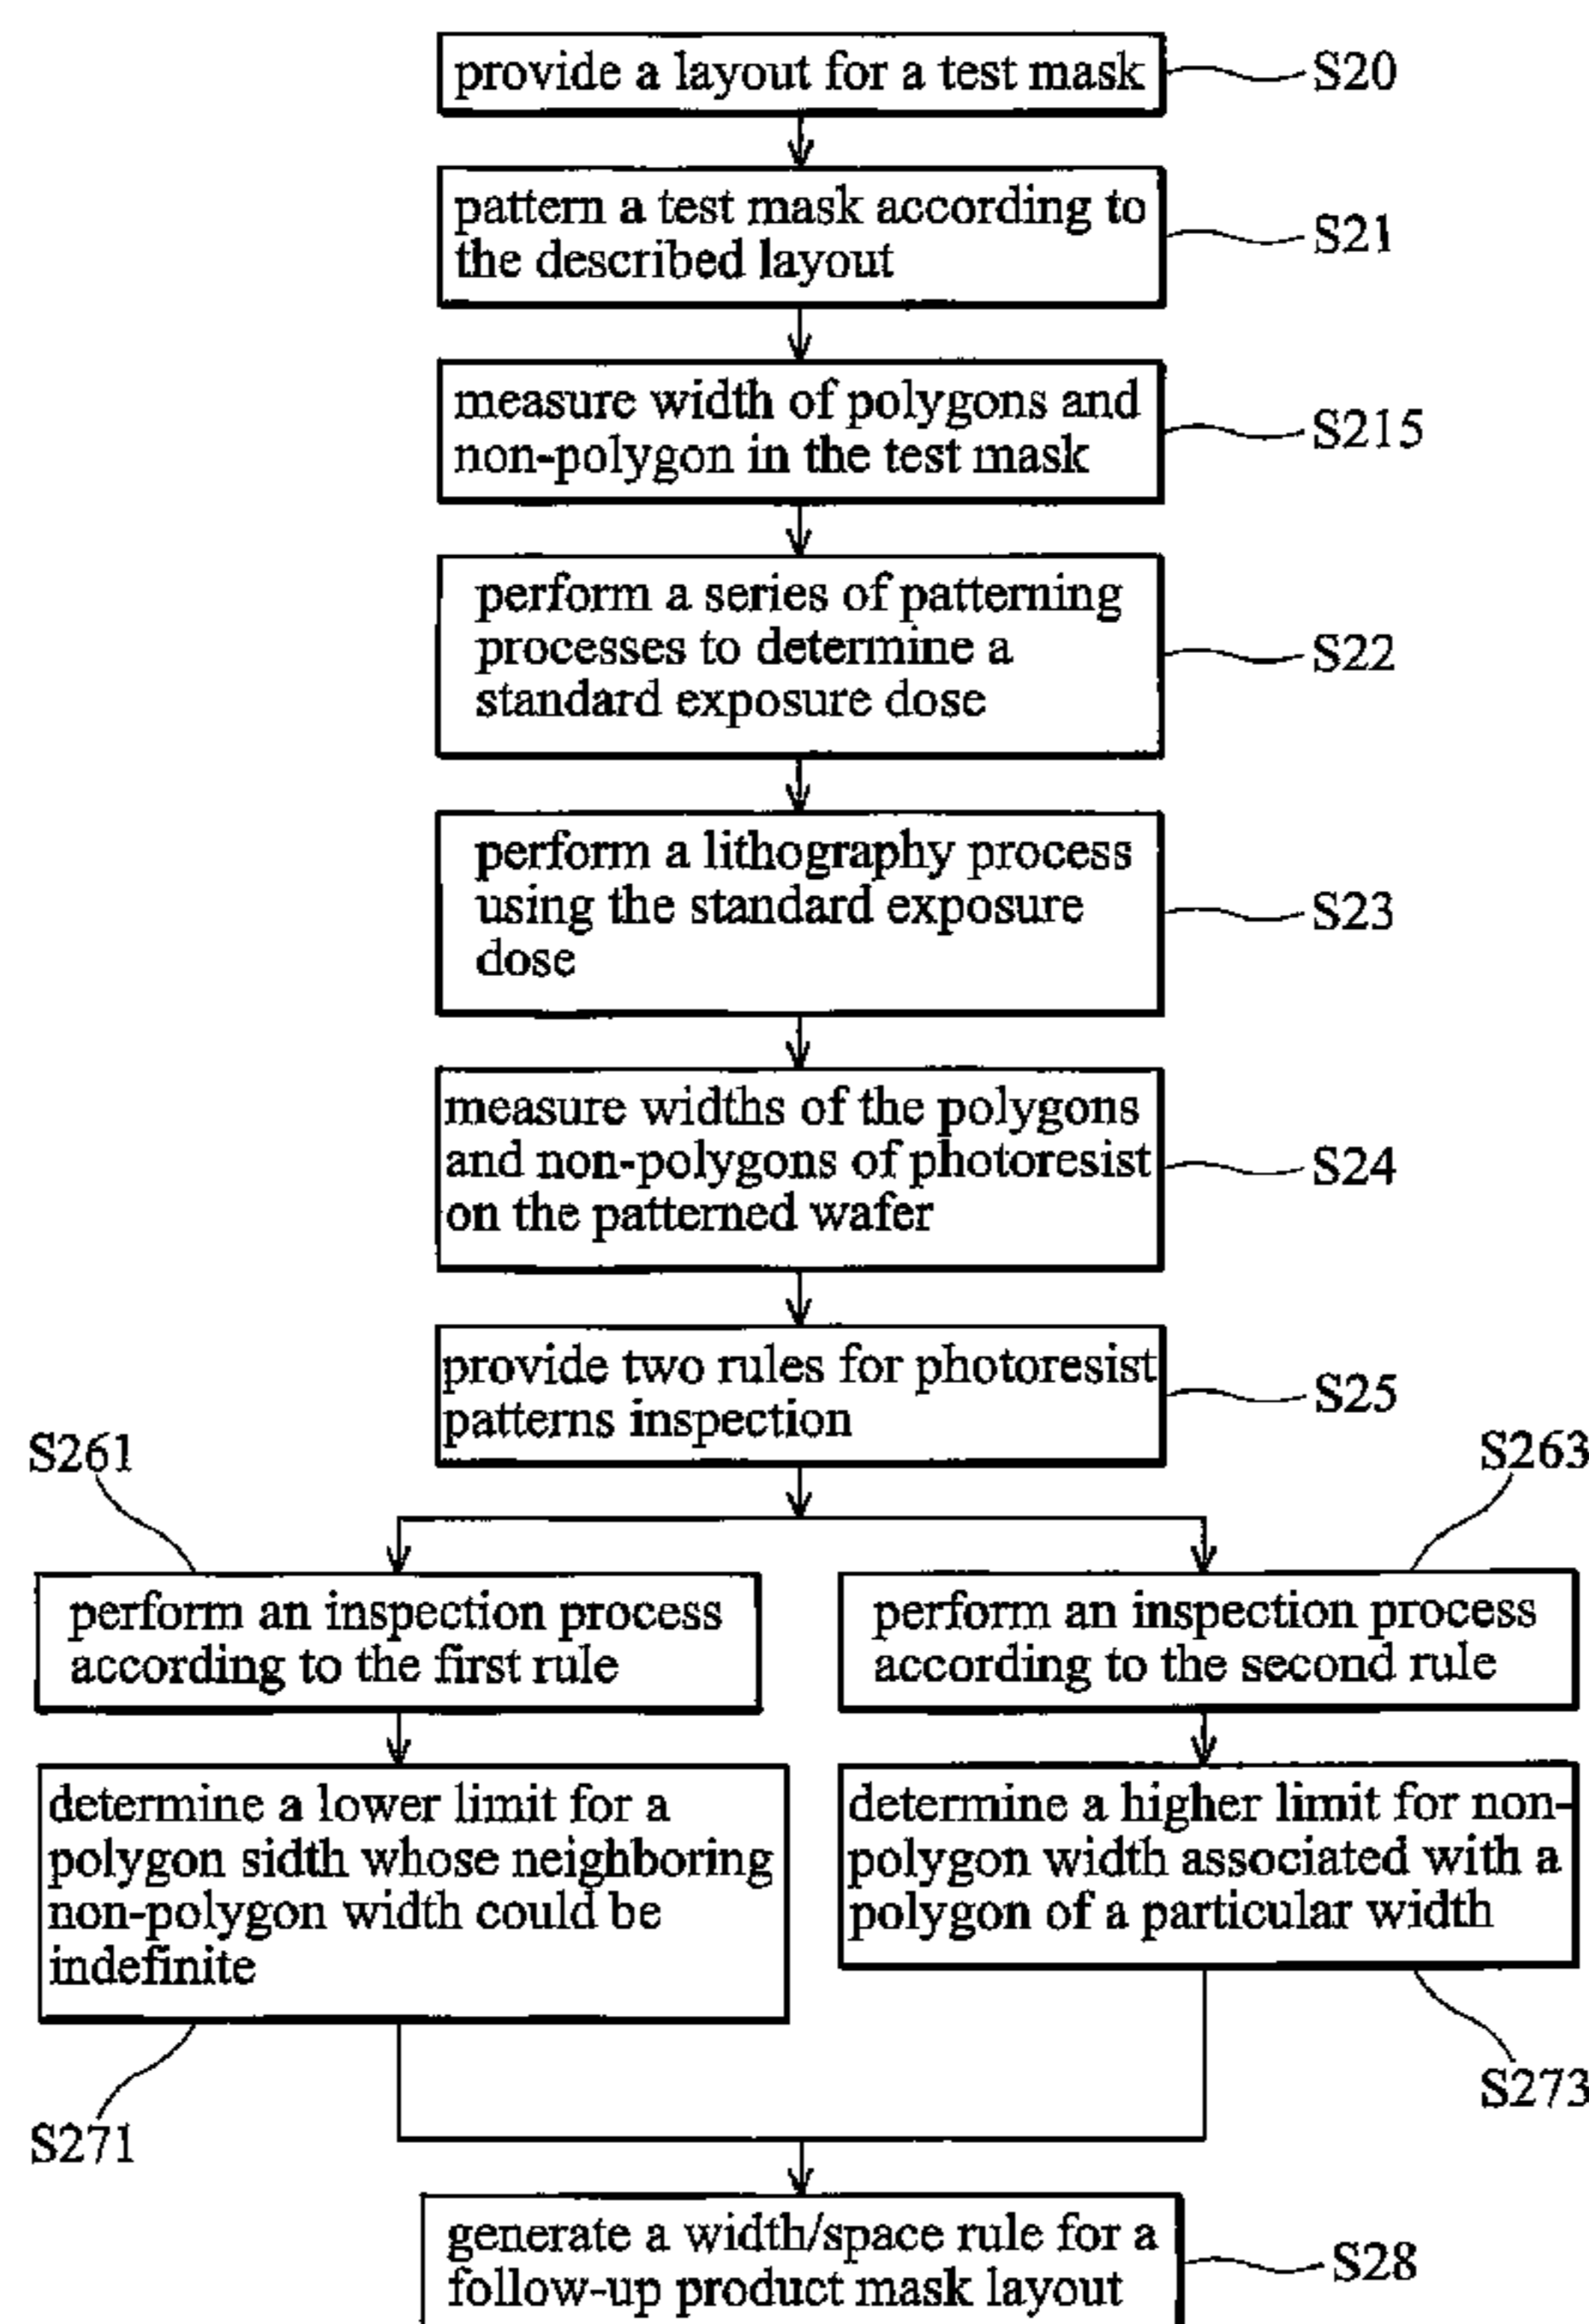 provide a layout for a test mask
S20
pattern a test mask according to
the described layout
S21
measure width of polygons and
non-polygon in the test mask
S215
perform a series of patterning
processes to determine a
standard exposure dose
S22
perform a lithography process
using the standard exposure
dose
S23
measure widths of the polygons
and non-polygons of photoresist
on the patterned wafer
S24
provide two rules for photoresist
patterns inspection
S25
S261
perform an inspection process
according to the first rule
S263
perform an inspection process
according to the second rule
determine a lower limit for a
polygon sidth whose neighboring
non-polygon width could be
indefinite
S271
determine a higher limit for non-
polygon width associated with a
polygon of a particular width
S273
generate a width/space rule for a
follow-up product mask layout
S28